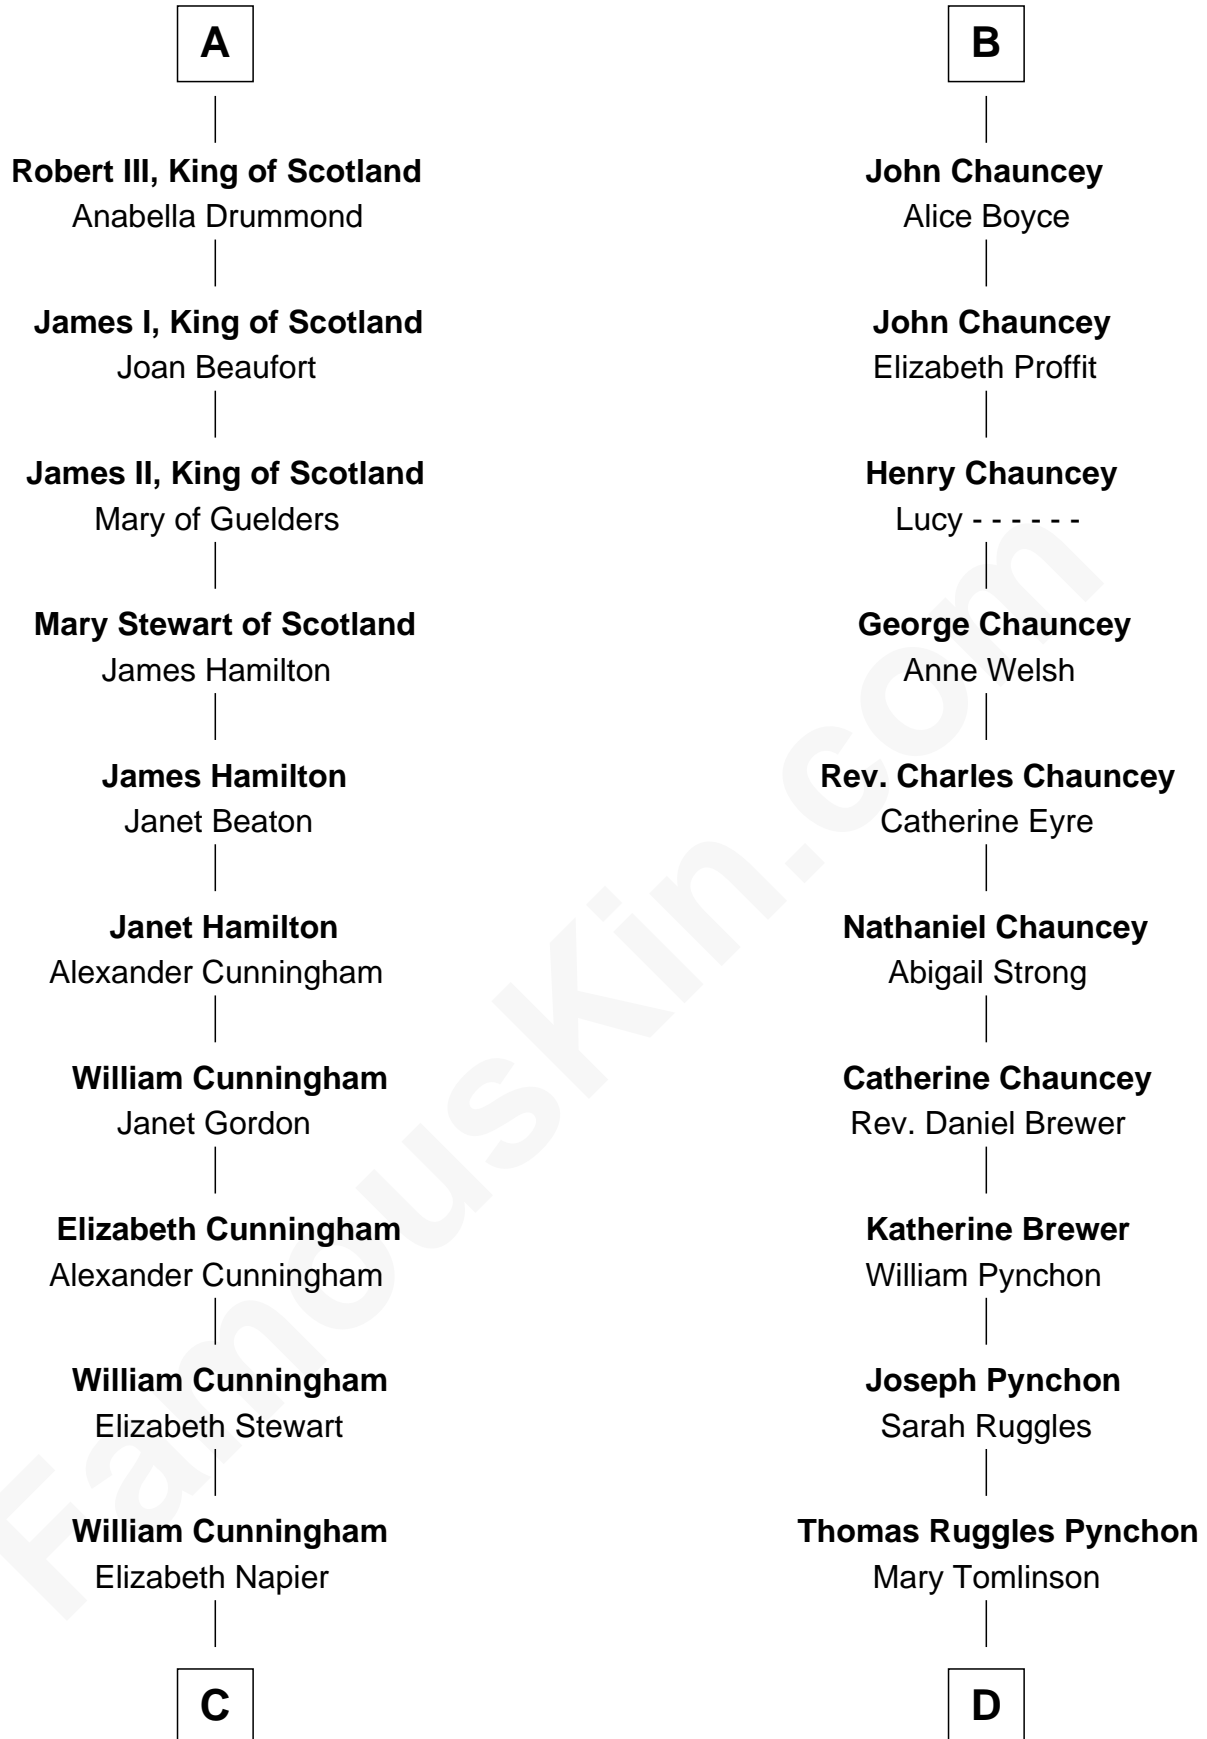 A
Robert III, King of Scotland
Anabella Drummond
James I, King of Scotland
Joan Beaufort
James II, King of Scotland
Mary of Guelders
Mary Stewart of Scotland
James Hamilton
James Hamilton
Janet Beaton
Janet Hamilton
Alexander Cunningham
William Cunningham
Janet Gordon
Elizabeth Cunningham
Alexander Cunningham
William Cunningham
Elizabeth Stewart
William Cunningham
Elizabeth Napier
C
B
John Chauncey
Alice Boyce
John Chauncey
Elizabeth Proffit
Henry Chauncey
Lucy - - - - - -
George Chauncey
Anne Welsh
Rev. Charles Chauncey
Catherine Eyre
Nathaniel Chauncey
Abigail Strong
Catherine Chauncey
Rev. Daniel Brewer
Katherine Brewer
William Pynchon
Joseph Pynchon
Sarah Ruggles
Thomas Ruggles Pynchon
Mary Tomlinson
D
FamousKin.com